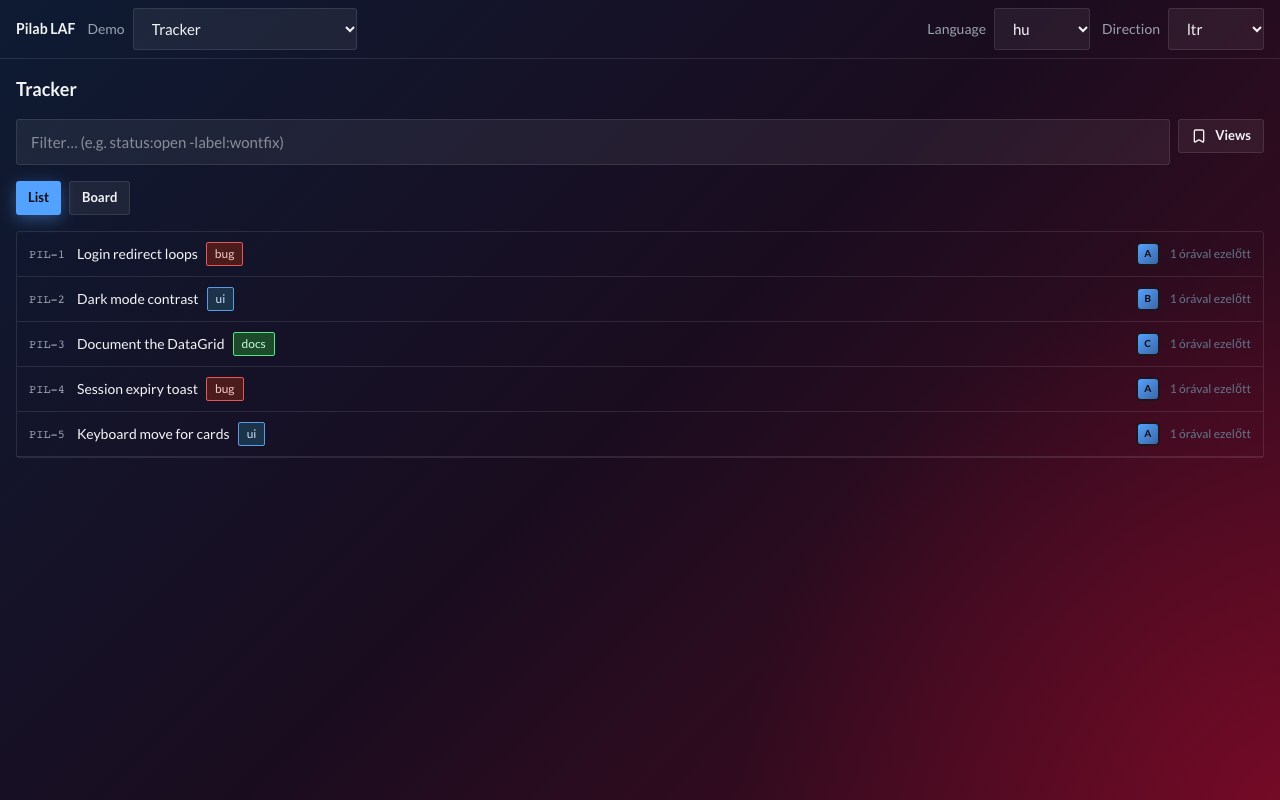 Pilab LAF Demo Tracker Language hu Direction ltr
Tracker
Filter... (e.g. status:open -label:wontfix) Views
List Board
PIL-1 Login redirect loops bug A 1 órával ezelőtt
PIL-2 Dark mode contrast ui B 1 órával ezelőtt
PIL-3 Document the DataGrid docs C 1 órával ezelőtt
PIL-4 Session expiry toast bug A 1 órával ezelőtt
PIL-5 Keyboard move for cards ui A 1 órával ezelőtt